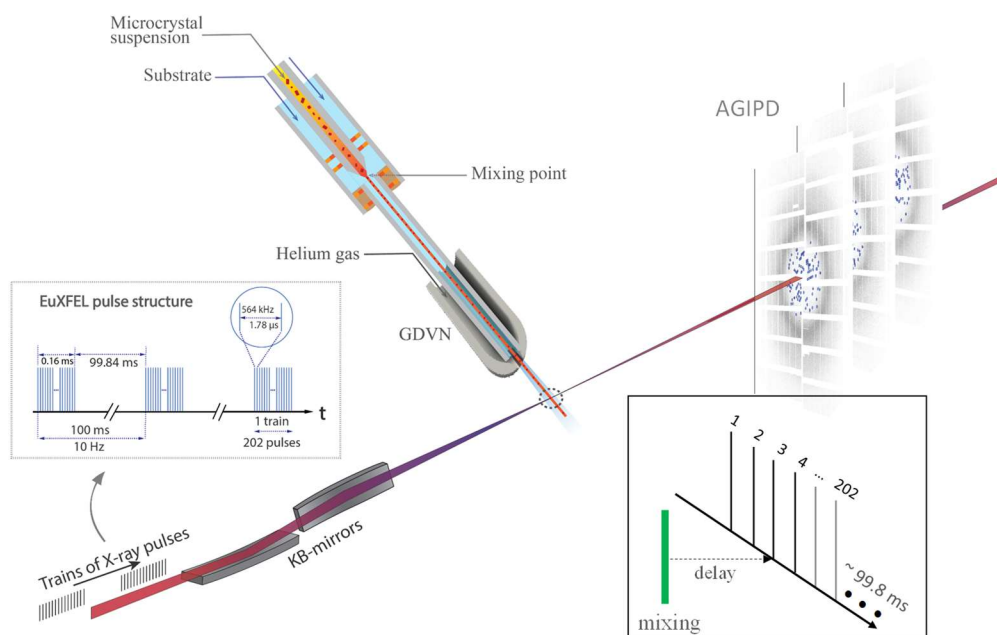 Microcrystal
suspension
Substrate
Mixing point
Helium gas
GDVN
AGIPD
EuXFEL pulse structure
564 kHz
1.78 µs
0.16 ms
99.84 ms
t
100 ms
10 Hz
1 train
202 pulses
KB-mirrors
Trains of X-ray pulses
1
2
3
4
...
202
delay
~ 99.8 ms
mixing